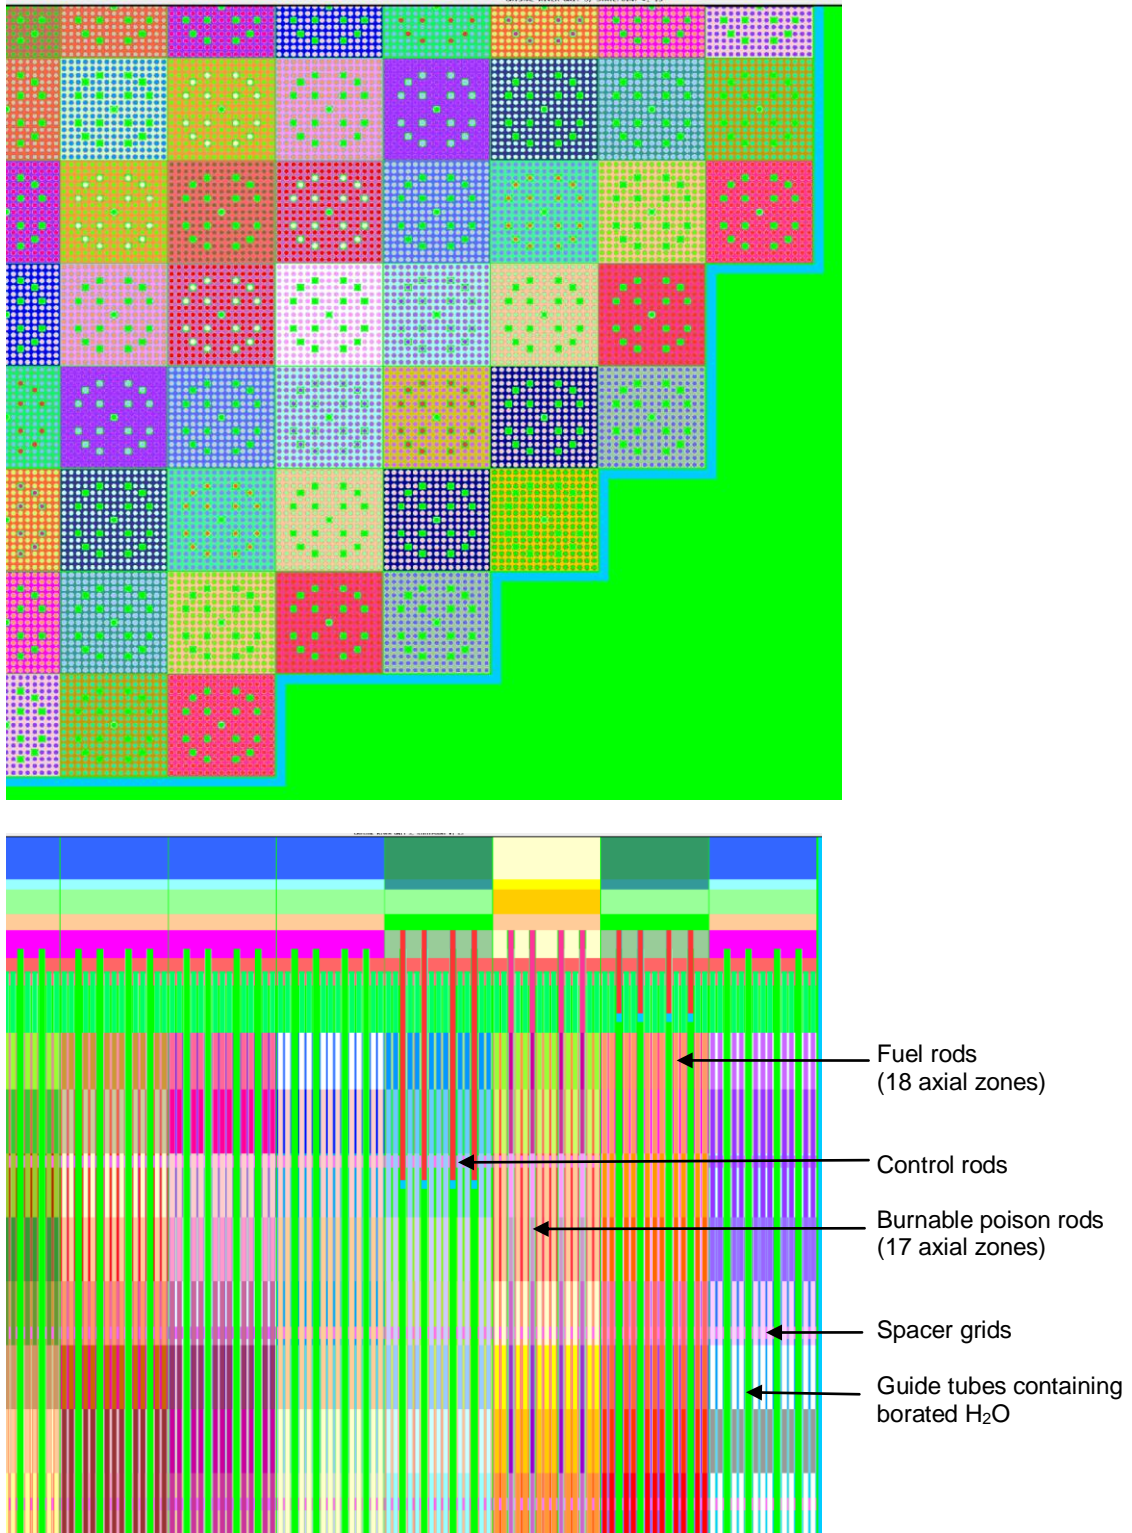 Fuel rods
(18 axial zones)
Control rods
Burnable poison rods
(17 axial zones)
Spacer grids
Guide tubes containing
borated H₂O